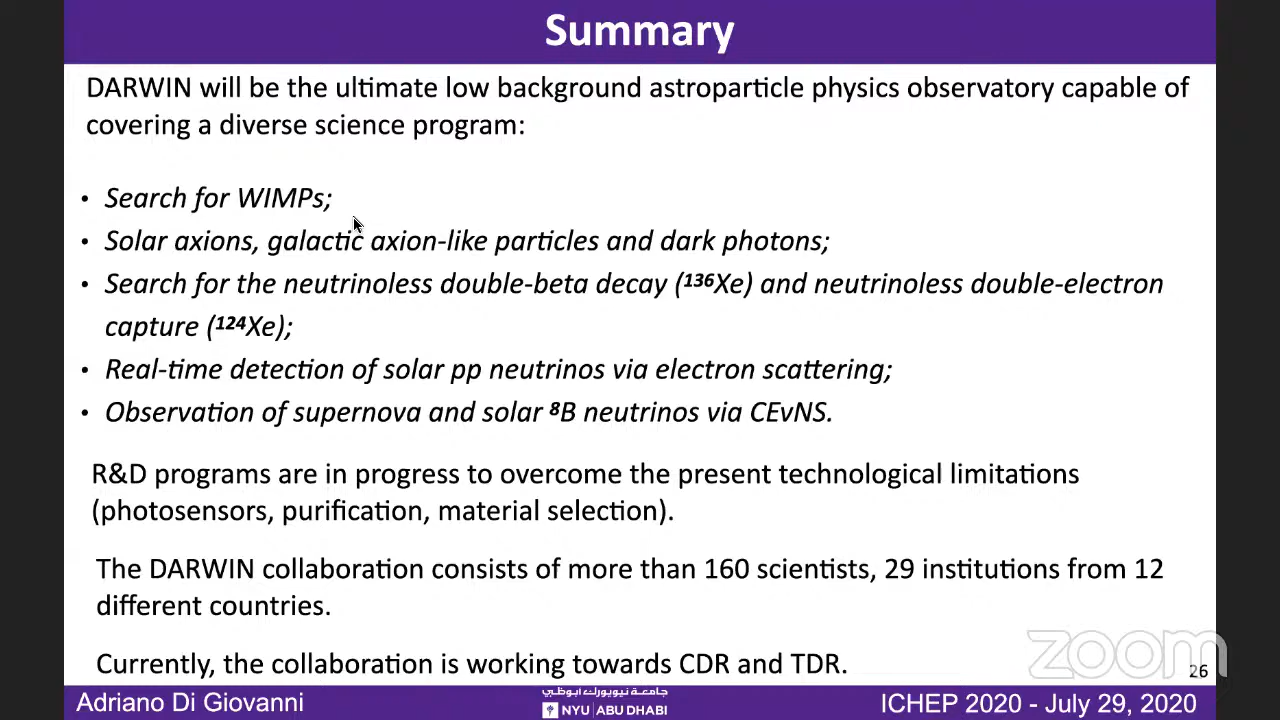 Summary
DARWIN will be the ultimate low background astroparticle physics observatory capable of
covering a diverse science program:
• Search for WIMPs;
• Solar axions, galactic axion-like particles and dark photons;
• Search for the neutrinoless double-beta decay (¹³⁶Xe) and neutrinoless double-electron
capture (¹²⁴Xe);
• Real-time detection of solar pp neutrinos via electron scattering;
• Observation of supernova and solar ⁸B neutrinos via CEvNS.
R&D programs are in progress to overcome the present technological limitations
(photosensors, purification, material selection).
The DARWIN collaboration consists of more than 160 scientists, 29 institutions from 12
different countries.
Currently, the collaboration is working towards CDR and TDR.
zoom
26
Adriano Di Giovanni
جامعة نيويورك أبوظبي
NYU | ABU DHABI
ICHEP 2020 - July 29, 2020